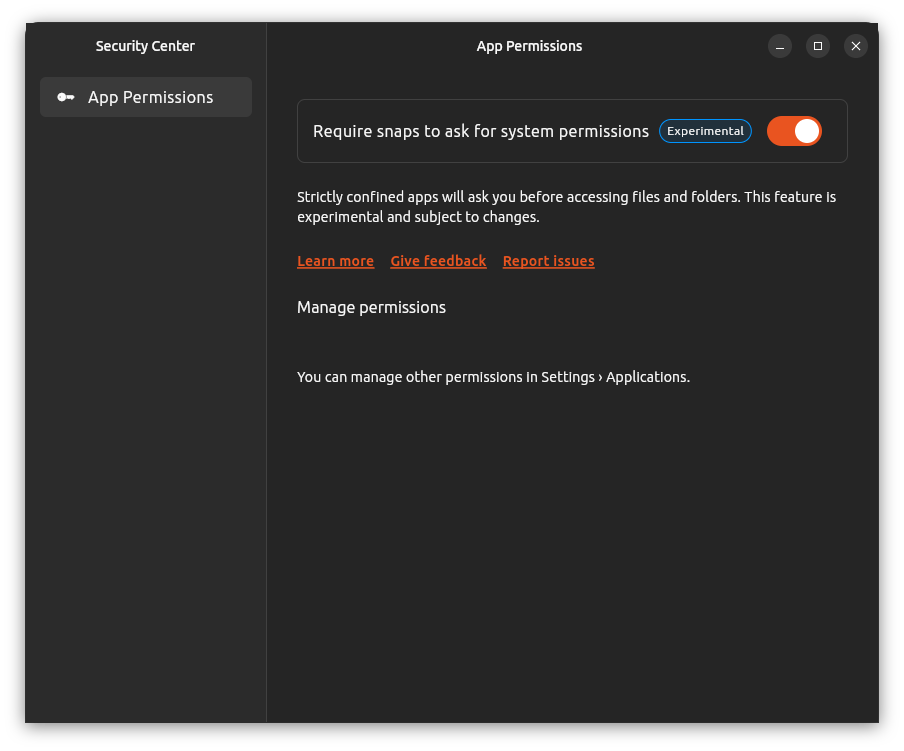 Security Center
App Permissions
App Permissions
Require snaps to ask for system permissions Experimental
Strictly confined apps will ask you before accessing files and folders. This feature is
experimental and subject to changes.
Learn more Give feedback Report issues
Manage permissions
You can manage other permissions in Settings › Applications.